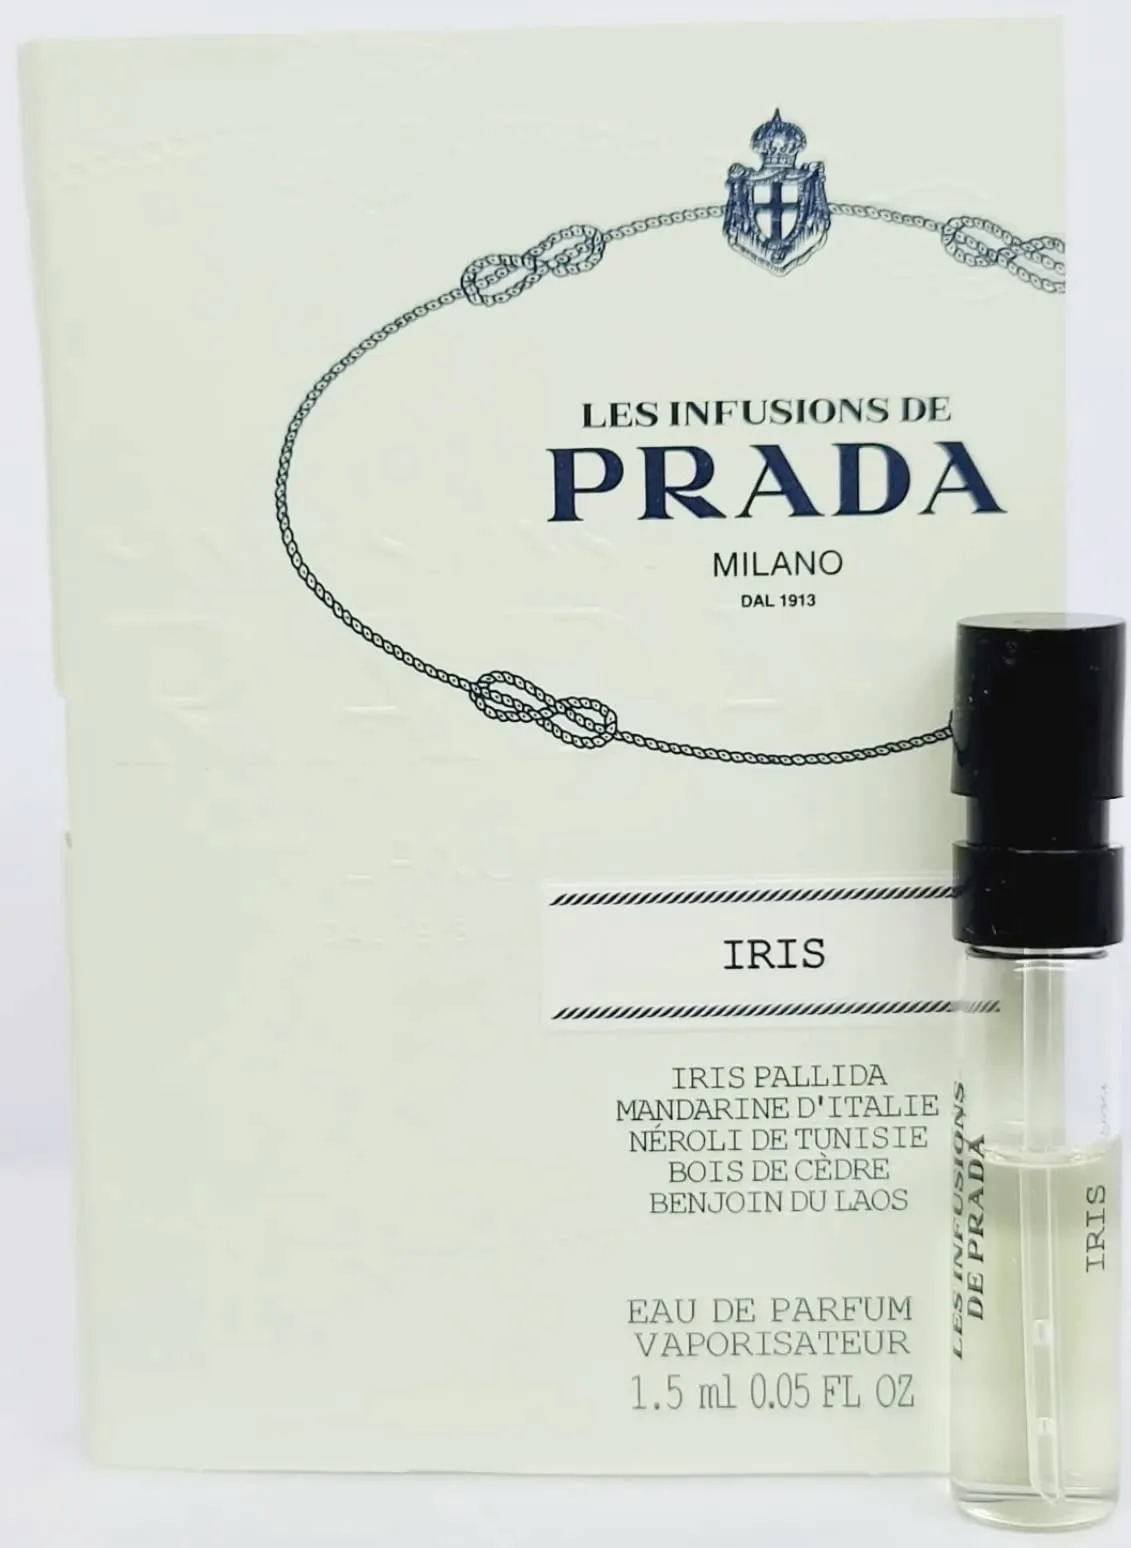 LES INFUSIONS DE
PRADA
MILANO
DAL 1913
IRIS
IRIS PALLIDA
MANDARINE D'ITALIE
NÉROLI DE TUNISIE
BOIS DE CÈDRE
BENJOIN DU LAOS
EAU DE PARFUM
VAPORISATEUR
1.5 ml 0.05 FL OZ
LES INFUSIONS
DE PRADA
IRIS